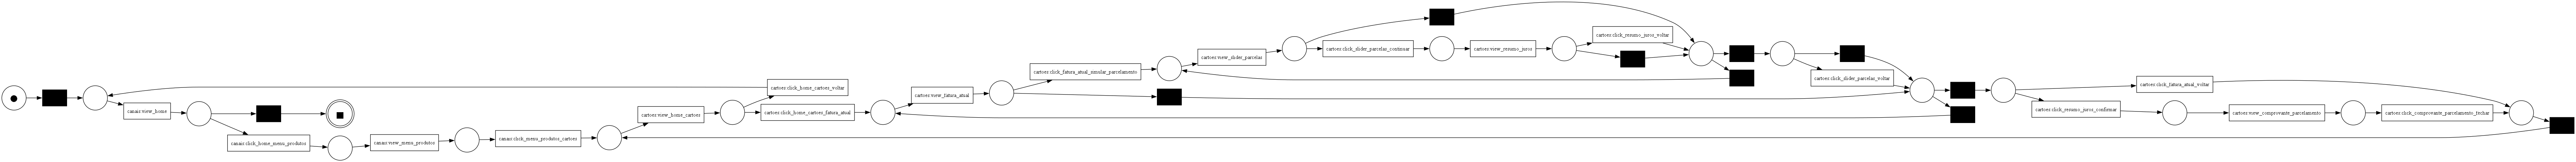 canais:view_home
canais:click_home_menu_produtos
canais:view_menu_produtos
canais:click_menu_produtos_cartoes
cartoes:view_home_cartoes
cartoes:click_home_cartoes_voltar
cartoes:click_home_cartoes_fatura_atual
cartoes:view_fatura_atual
cartoes:click_fatura_atual_simular_parcelamento
cartoes:view_slider_parcelas
cartoes:click_slider_parcelas_continuar
cartoes:view_resumo_juros
cartoes:click_resumo_juros_voltar
cartoes:click_slider_parcelas_voltar
cartoes:click_fatura_atual_voltar
cartoes:click_resumo_juros_confirmar
cartoes:view_comprovante_parcelamento
cartoes:click_comprovante_parcelamento_fechar